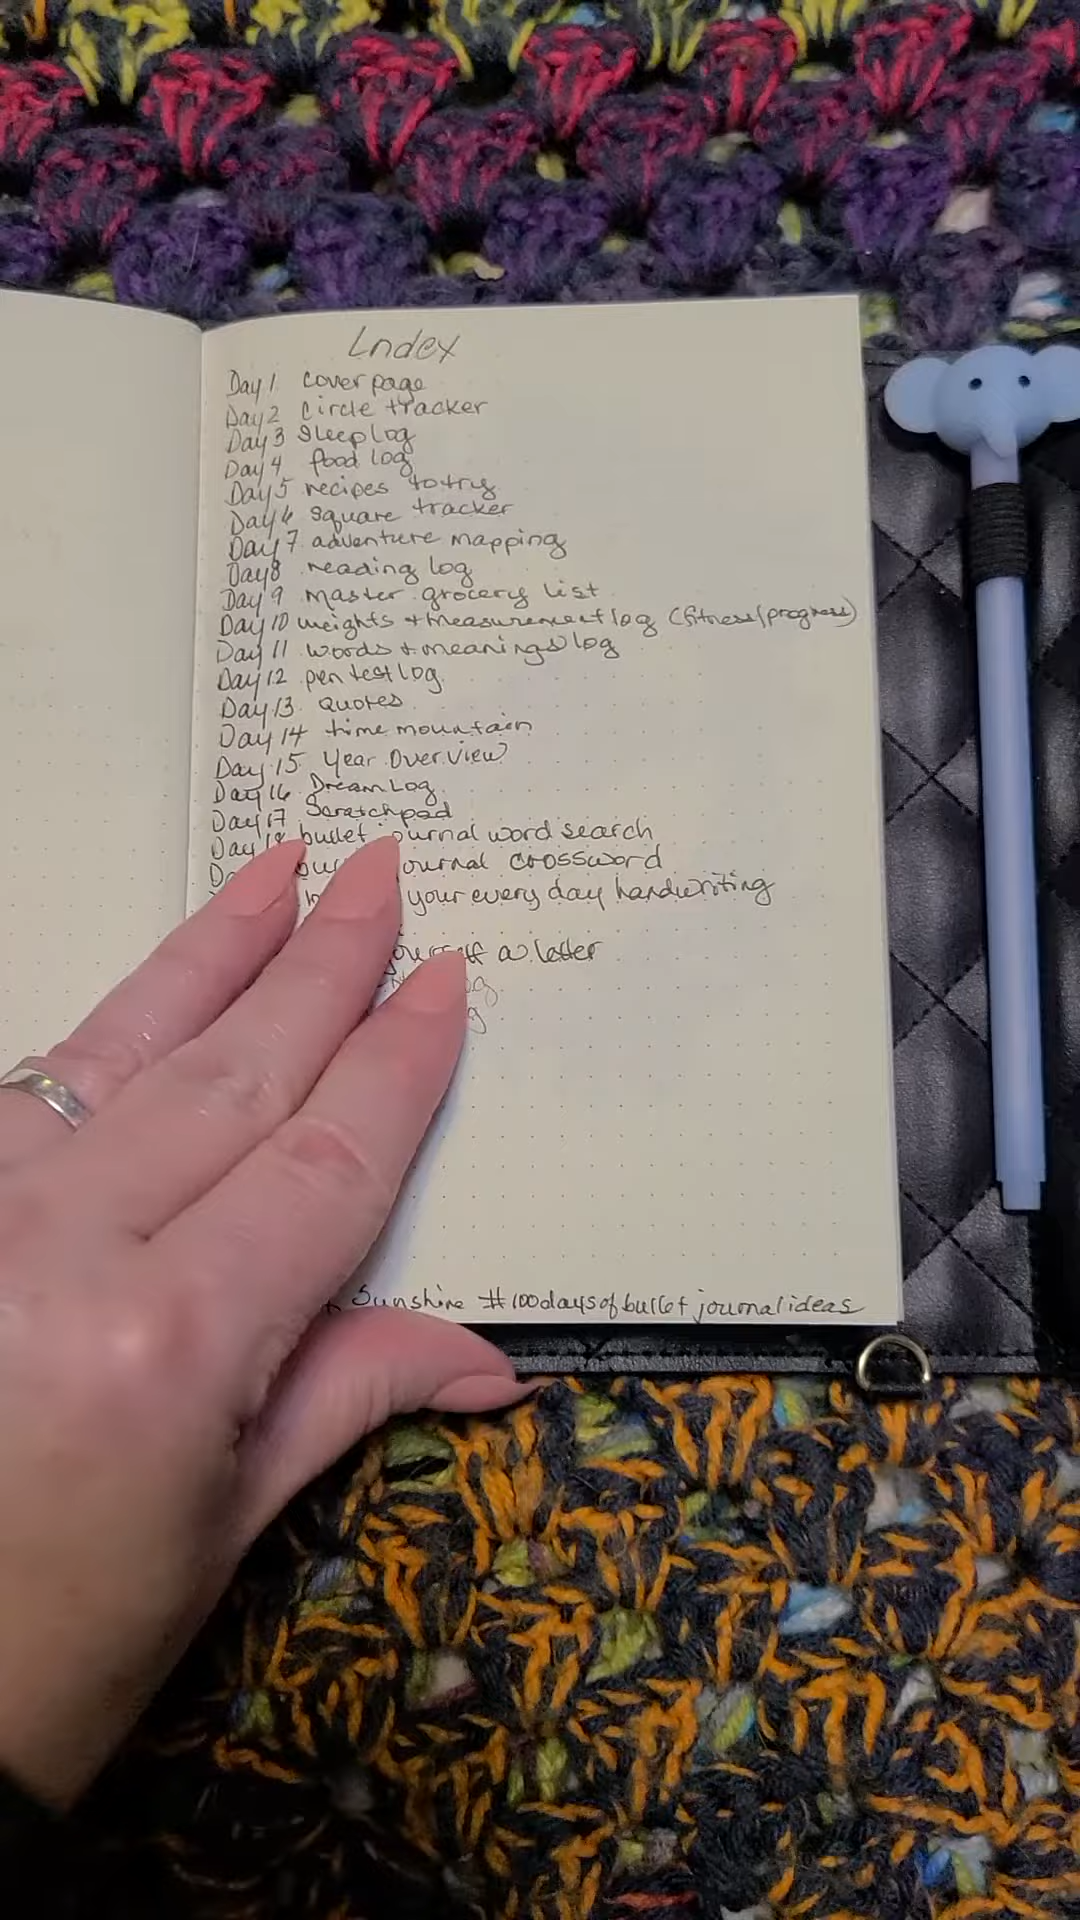 Index
Day 1 cover page
Day 2 circle tracker
Day 3 Sleep log
Day 4 food log
Day 5 recipes to try
Day 6 square tracker
Day 7 adventure mapping
Day 8 reading log
Day 9 master grocery list
Day 10 weights + measurement log (fitness/progress)
Day 11 words + meanings log
Day 12 pen test log
Day 13 quotes
Day 14 time mountain
Day 15 Year Overview
Day 16 Dream Log
Day 17 Scratchpad
Day 18 bullet journal word search
journal crossword
your every day handwriting
yourself a letter
Sunshine #100daysofbulletjournalideas